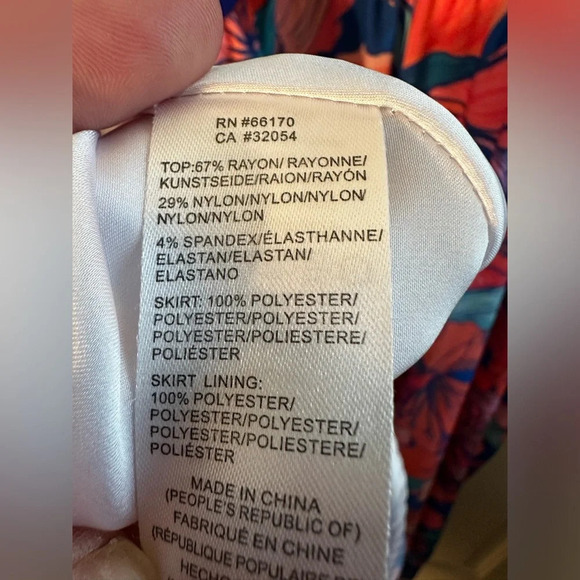 RN #66170
CA #32054
TOP:67% RAYON/ RAYONNE/
KUNSTSEIDE/RAION/RAYÓN
29% NYLON/NYLON/NYLON/
NYLON/NYLON
4% SPANDEX/ÉLASTHANNE/
ELASTAN/ELASTAN/
ELASTANO
SKIRT: 100% POLYESTER/
POLYESTER/POLYESTER/
POLYESTER/POLIESTERE/
POLIÉSTER
SKIRT LINING:
100% POLYESTER/
POLYESTER/POLYESTER/
POLYESTER/POLIESTERE/
POLIÉSTER
MADE IN CHINA
(PEOPLE'S REPUBLIC OF)
FABRIQUÉ EN CHINE
(RÉPUBLIQUE POPULAIRE
HECHO